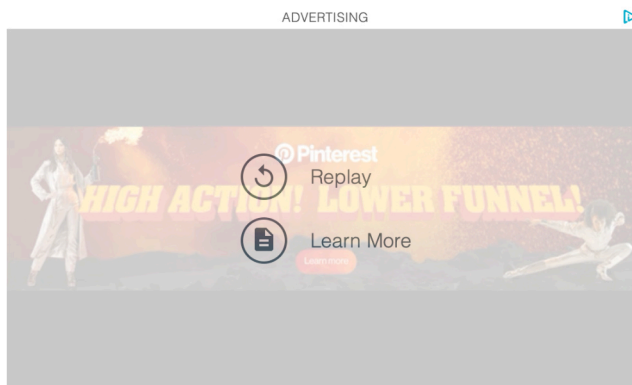 ADVERTISING
Pinterest
Replay
HIGH ACTION! LOWER FUNNEL!
Learn More
Learn more